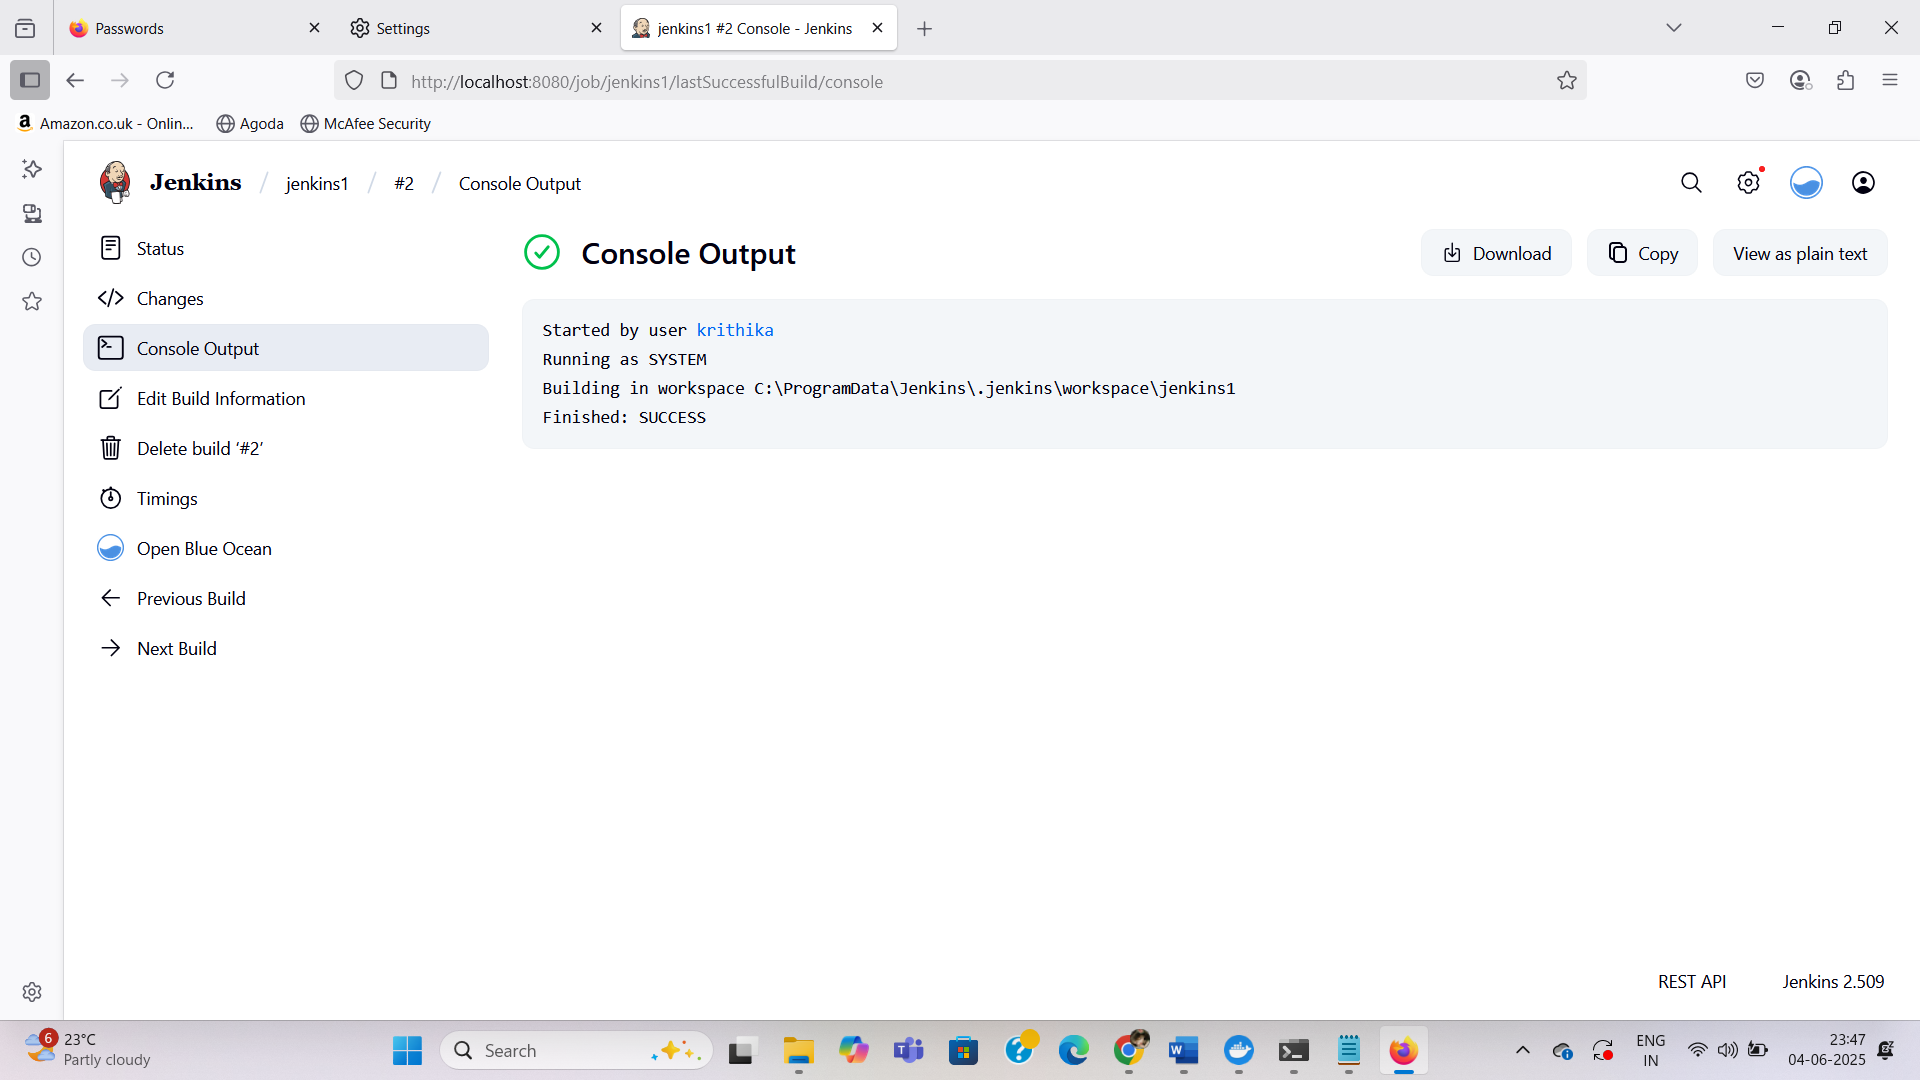 Passwords
Settings
jenkins1 #2 Console - Jenkins
http://localhost:8080/job/jenkins1/lastSuccessfulBuild/console
Amazon.co.uk - Onlin...
Agoda
McAfee Security
Jenkins / jenkins1 / #2 / Console Output
Status
Changes
Console Output
Edit Build Information
Delete build ‘#2’
Timings
Open Blue Ocean
Previous Build
Next Build
Console Output
Download
Copy
View as plain text
Started by user krithika
Running as SYSTEM
Building in workspace C:\ProgramData\Jenkins\.jenkins\workspace\jenkins1
Finished: SUCCESS
REST API
Jenkins 2.509
6
23°C
Partly cloudy
Search
ENG
IN
23:47
04-06-2025